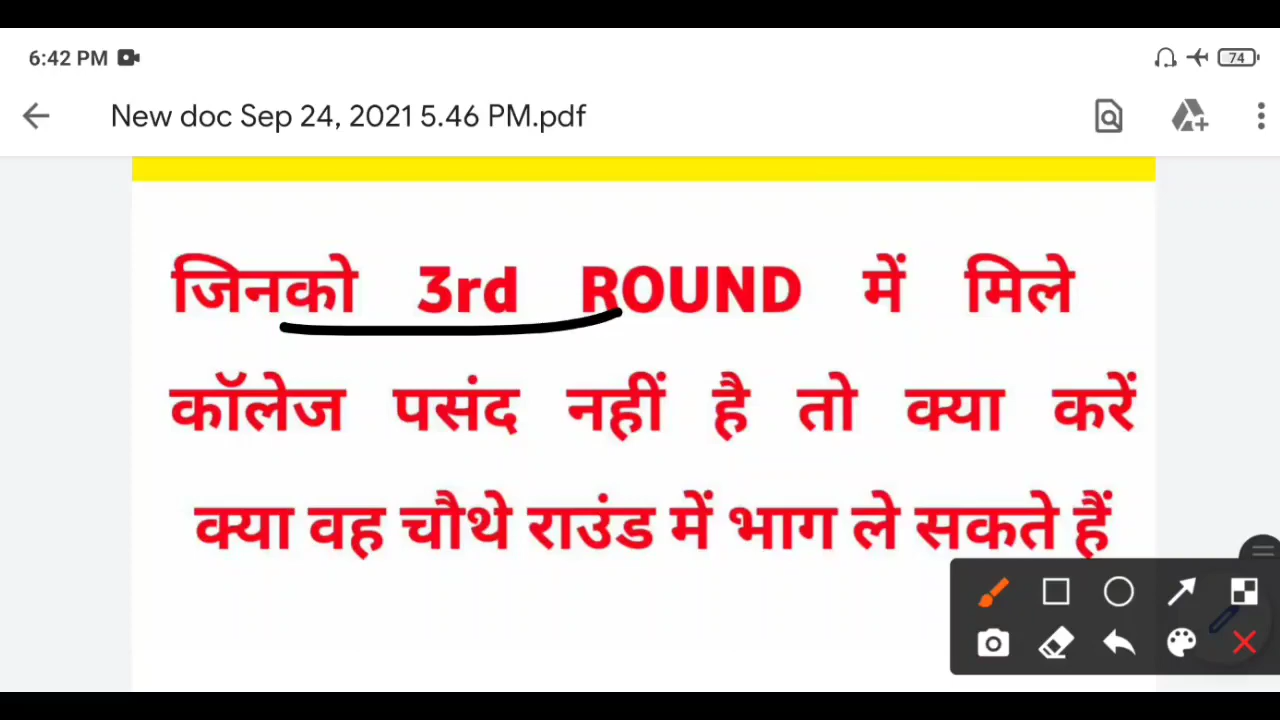 6:42 PM
74
New doc Sep 24, 2021 5.46 PM.pdf
जिनको 3rd ROUND में मिले
कॉलेज पसंद नहीं है तो क्या करें
क्या वह चौथे राउंड में भाग ले सकते हैं